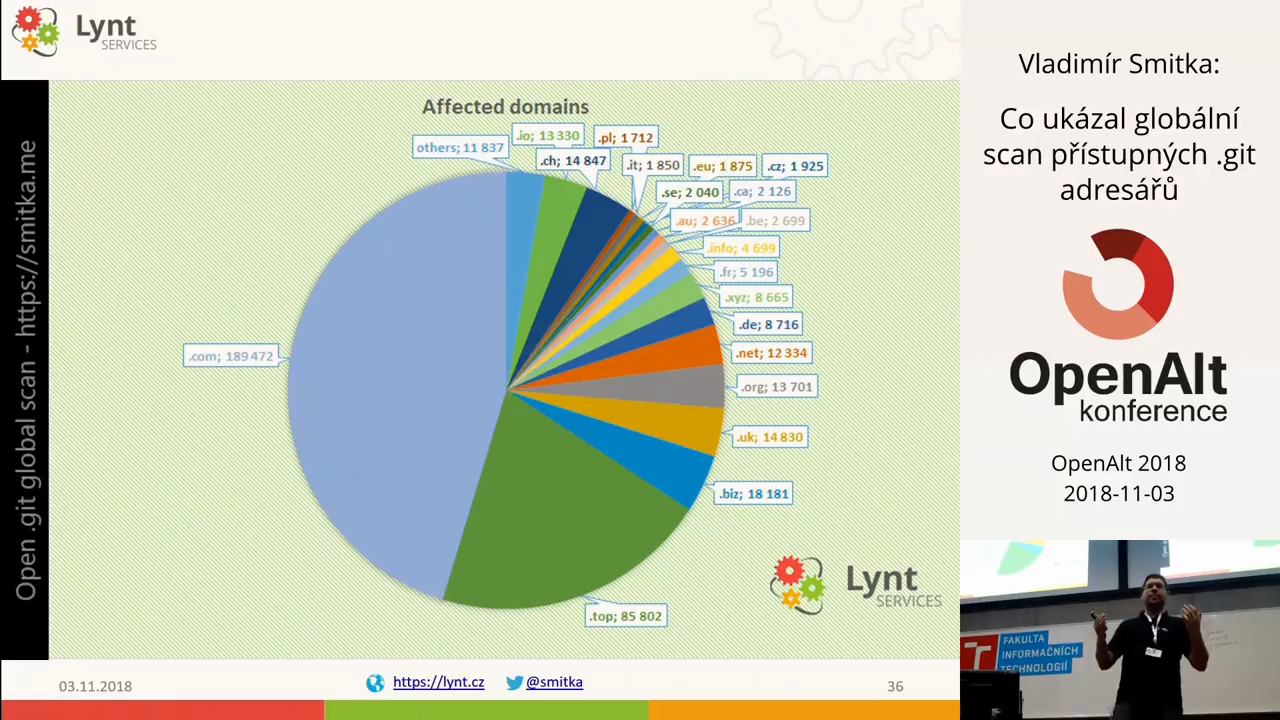 Lynt
SERVICES
Open .git global scan - https://smitka.me
Affected domains
others; 11 837
.io; 13 330
.pl; 1 712
.ch; 14 847
.it; 1 850
.eu; 1 875
.cz; 1 925
.se; 2 040
.ca; 2 126
.au; 2 636
.be; 2 699
.info; 4 699
.fr; 5 196
.xyz; 8 665
.de; 8 716
.com; 189 472
.net; 12 334
.org; 13 701
.uk; 14 830
.biz; 18 181
.top; 85 802
Lynt
SERVICES
03.11.2018
https://lynt.cz
@smitka
36
Vladimír Smitka:
Co ukázal globální
scan přístupných .git
adresářů
OpenAlt
konference
OpenAlt 2018
2018-11-03
FAKULTA
INFORMAČNÍCH
TECHNOLOGIÍ